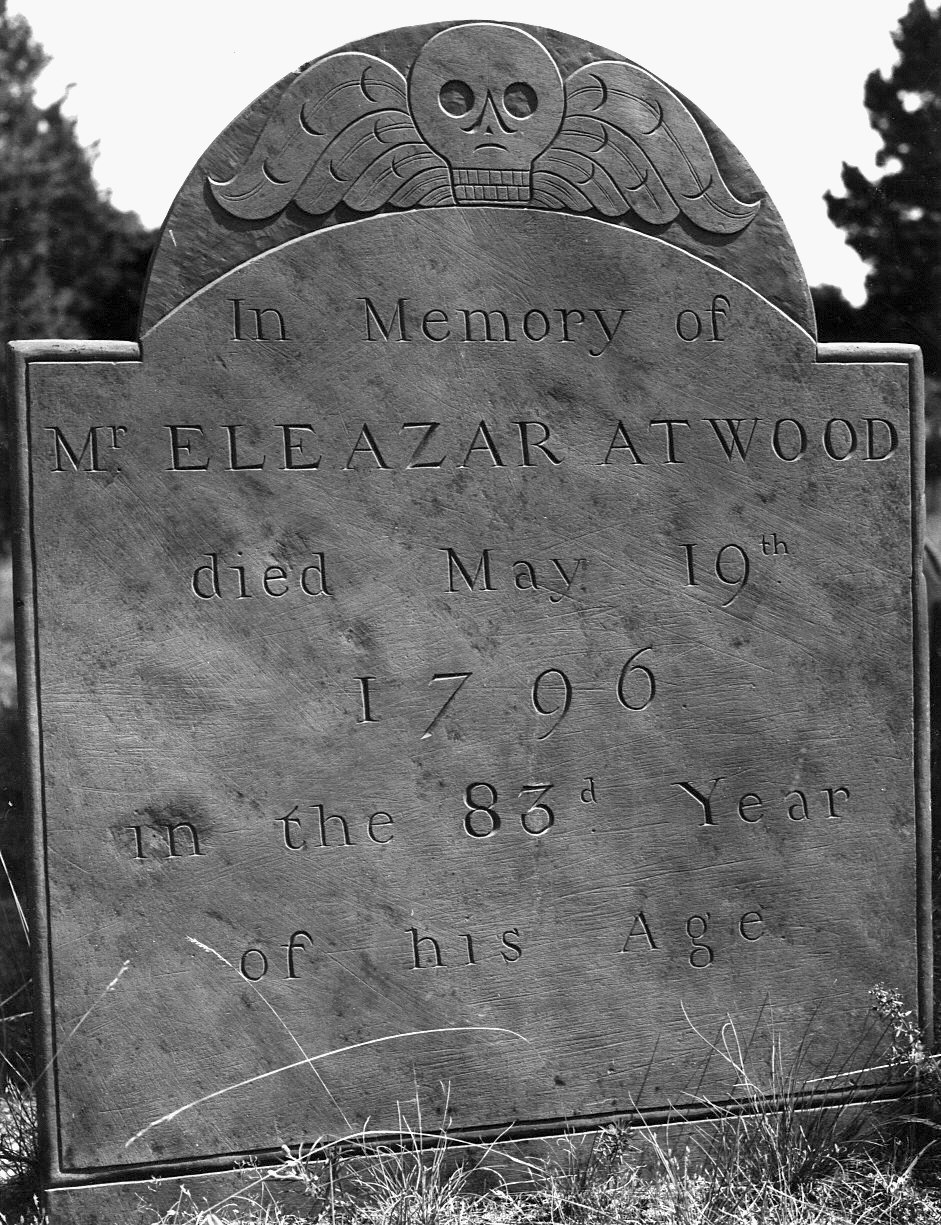 In Memory of
Mr. ELEAZAR ATWOOD
died May 19th
1796
in the 83d Year
of his Age.